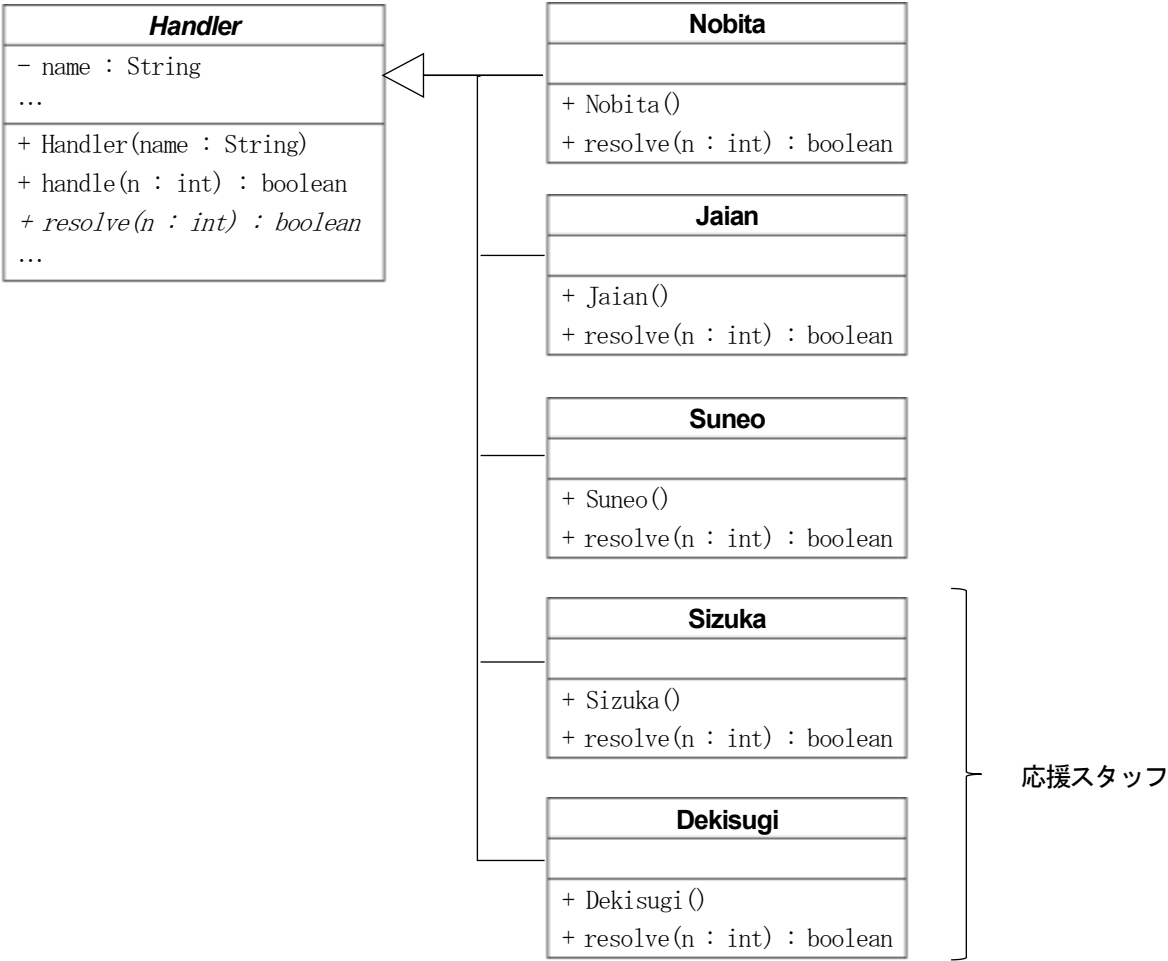 Handler
- name : String
…
+ Handler(name : String)
+ handle(n : int) : boolean
+ resolve(n : int) : boolean
…
Nobita
+ Nobita()
+ resolve(n : int) : boolean
Jaian
+ Jaian()
+ resolve(n : int) : boolean
Suneo
+ Suneo()
+ resolve(n : int) : boolean
Sizuka
+ Sizuka()
+ resolve(n : int) : boolean
Dekisugi
+ Dekisugi()
+ resolve(n : int) : boolean
応援スタッフ